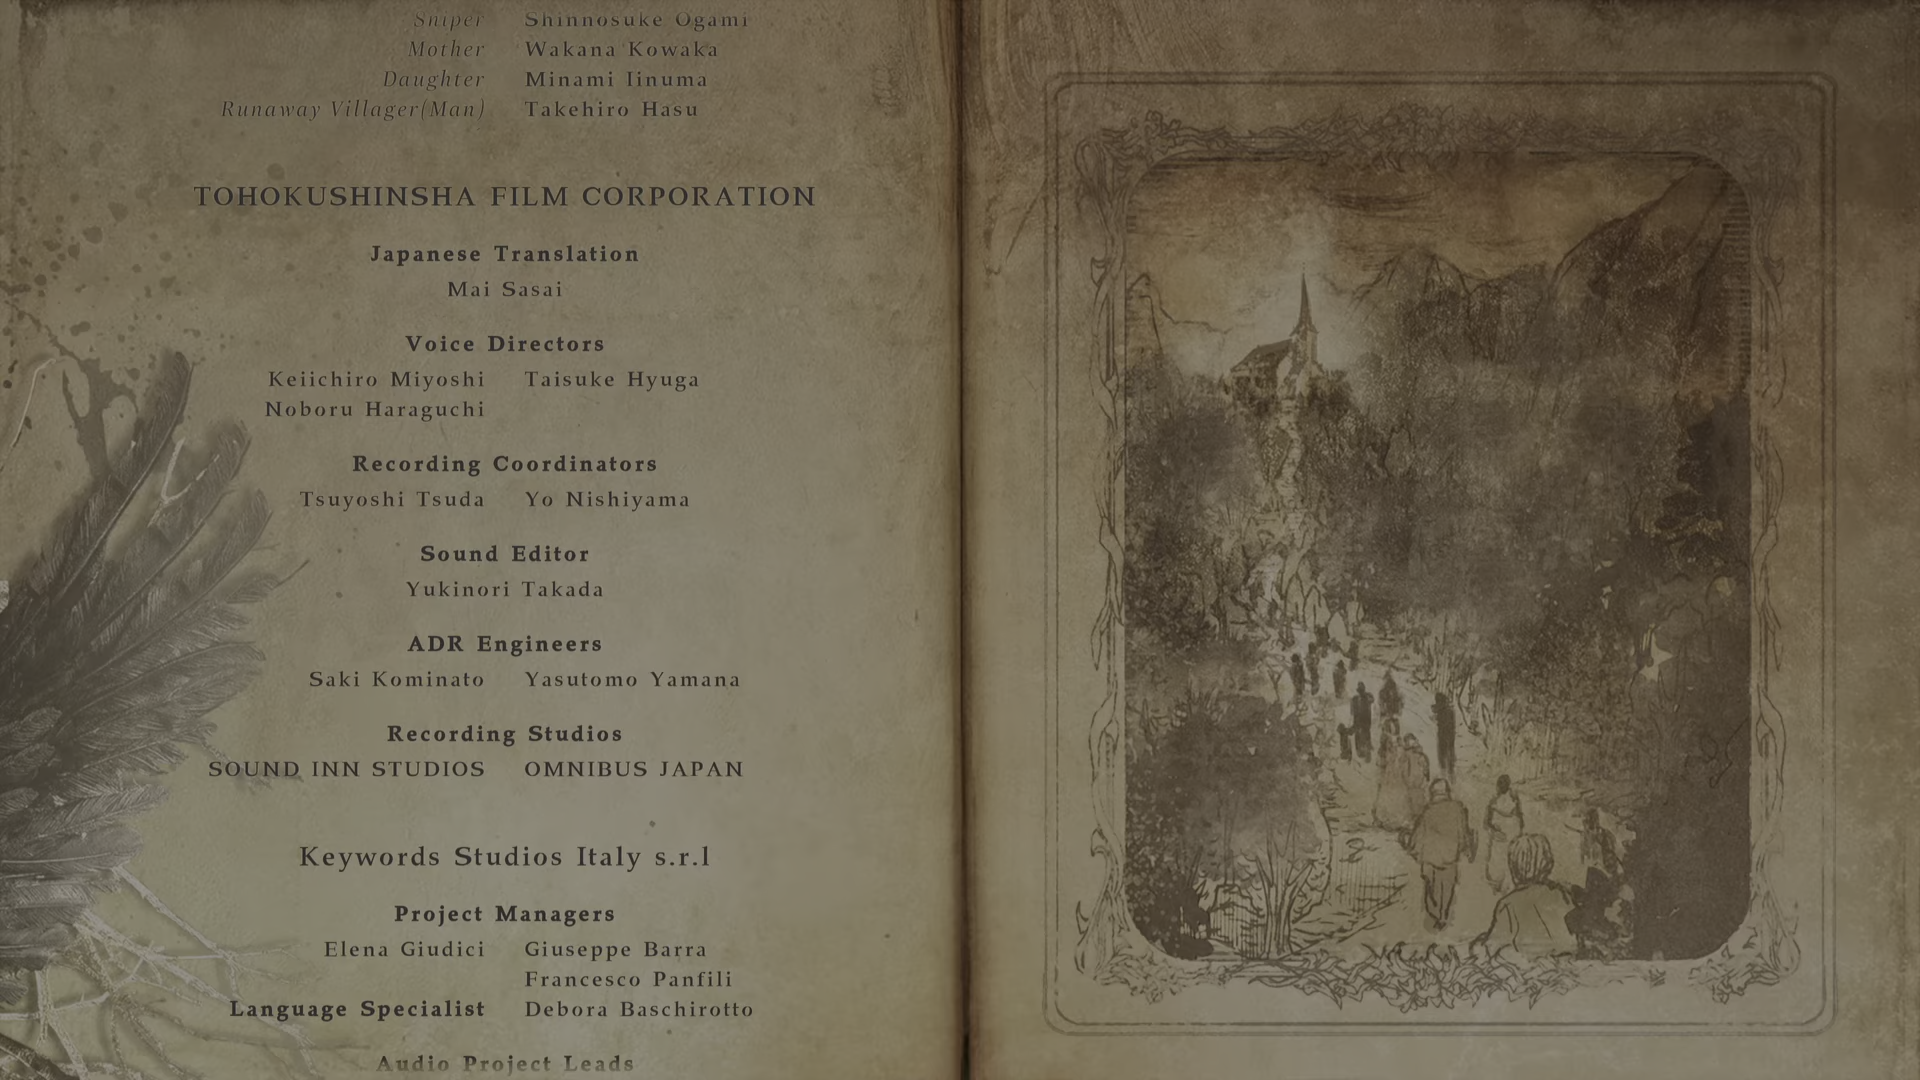 Sniper Shinnosuke Ogami
Mother Wakana Kowaka
Daughter Minami Iinuma
Runaway Villager(Man) Takehiro Hasu
TOHOKUSHINSHA FILM CORPORATION
Japanese Translation
Mai Sasai
Voice Directors
Keiichiro Miyoshi Taisuke Hyuga
Noboru Haraguchi
Recording Coordinators
Tsuyoshi Tsuda Yo Nishiyama
Sound Editor
Yukinori Takada
ADR Engineers
Saki Kominato Yasutomo Yamana
Recording Studios
SOUND INN STUDIOS OMNIBUS JAPAN
Keywords Studios Italy s.r.l
Project Managers
Elena Giudici Giuseppe Barra
Francesco Panfili
Language Specialist Debora Baschirotto
Audio Project Leads